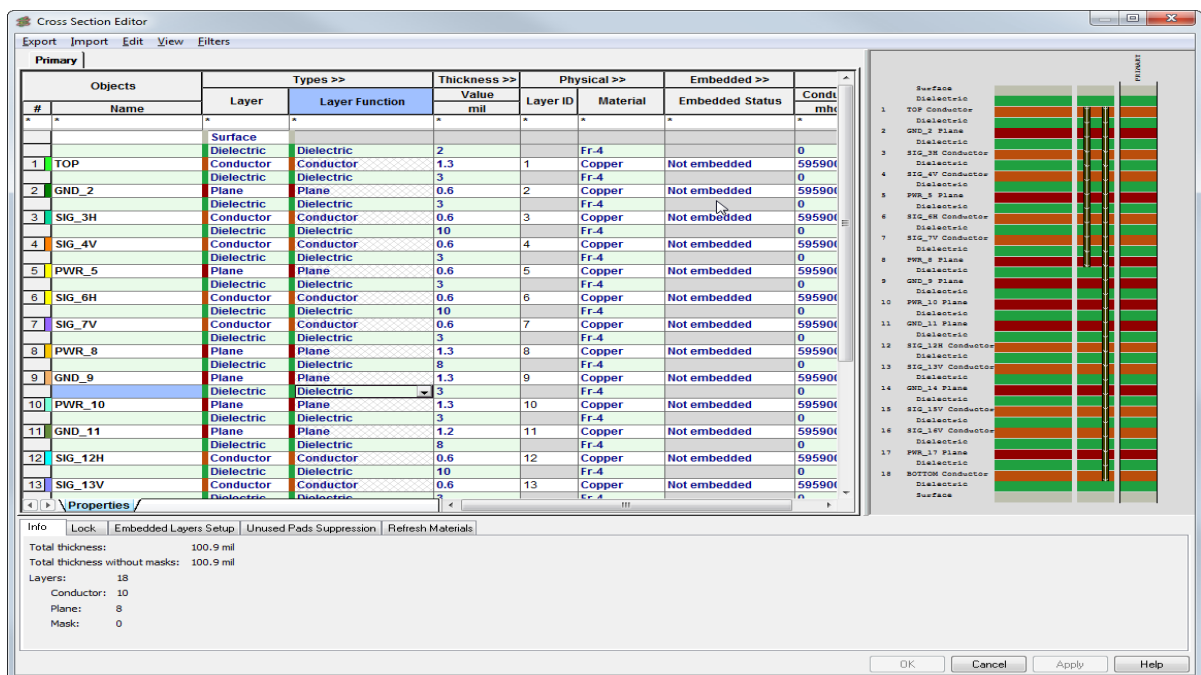 Cross Section Editor
Export Import Edit View Filters
Primary
Objects Types >> Thickness >> Physical >> Embedded >>
Value Condu
# Name Layer Layer Function mil Layer ID Material Embedded Status mho
* * * * * * * * *
Surface
Dielectric Dielectric 2 Fr-4 0
1 TOP Conductor Conductor 1.3 1 Copper Not embedded 595900
Dielectric Dielectric 3 Fr-4 0
2 GND_2 Plane Plane 0.6 2 Copper Not embedded 595900
Dielectric Dielectric 3 Fr-4 0
3 SIG_3H Conductor Conductor 0.6 3 Copper Not embedded 595900
Dielectric Dielectric 10 Fr-4 0
4 SIG_4V Conductor Conductor 0.6 4 Copper Not embedded 595900
Dielectric Dielectric 3 Fr-4 0
5 PWR_5 Plane Plane 0.6 5 Copper Not embedded 595900
Dielectric Dielectric 3 Fr-4 0
6 SIG_6H Conductor Conductor 0.6 6 Copper Not embedded 595900
Dielectric Dielectric 10 Fr-4 0
7 SIG_7V Conductor Conductor 0.6 7 Copper Not embedded 595900
Dielectric Dielectric 3 Fr-4 0
8 PWR_8 Plane Plane 1.3 8 Copper Not embedded 595900
Dielectric Dielectric 8 Fr-4 0
9 GND_9 Plane Plane 1.3 9 Copper Not embedded 595900
Dielectric Dielectric 3 Fr-4 0
10 PWR_10 Plane Plane 1.3 10 Copper Not embedded 595900
Dielectric Dielectric 3 Fr-4 0
11 GND_11 Plane Plane 1.2 11 Copper Not embedded 595900
Dielectric Dielectric 8 Fr-4 0
12 SIG_12H Conductor Conductor 0.6 12 Copper Not embedded 595900
Dielectric Dielectric 10 Fr-4 0
13 SIG_13V Conductor Conductor 0.6 13 Copper Not embedded 595900
Dielectric Dielectric 3 Fr-4 0
Properties
PRIMARY
Surface
Dielectric
1 TOP Conductor
Dielectric
2 GND_2 Plane
Dielectric
3 SIG_3H Conductor
Dielectric
4 SIG_4V Conductor
Dielectric
5 PWR_5 Plane
Dielectric
6 SIG_6H Conductor
Dielectric
7 SIG_7V Conductor
Dielectric
8 PWR_8 Plane
Dielectric
9 GND_9 Plane
Dielectric
10 PWR_10 Plane
Dielectric
11 GND_11 Plane
Dielectric
12 SIG_12H Conductor
Dielectric
13 SIG_13V Conductor
Dielectric
14 GND_14 Plane
Dielectric
15 SIG_15V Conductor
Dielectric
16 SIG_16V Conductor
Dielectric
17 PWR_17 Plane
Dielectric
18 BOTTOM Conductor
Dielectric
Surface
Info Lock Embedded Layers Setup Unused Pads Suppression Refresh Materials
Total thickness: 100.9 mil
Total thickness without masks: 100.9 mil
Layers: 18
Conductor: 10
Plane: 8
Mask: 0
OK Cancel Apply Help